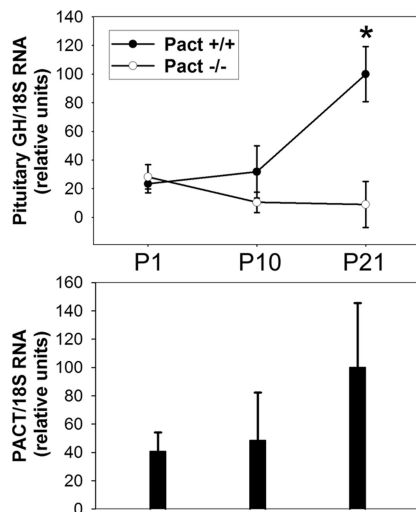 140
120
100
80
60
40
20
0
Pituitary GH/18S RNA
(relative units)
Pact +/+
Pact -/-
*
P1 P10 P21
160
140
120
100
80
60
40
20
0
PACT/18S RNA
(relative units)